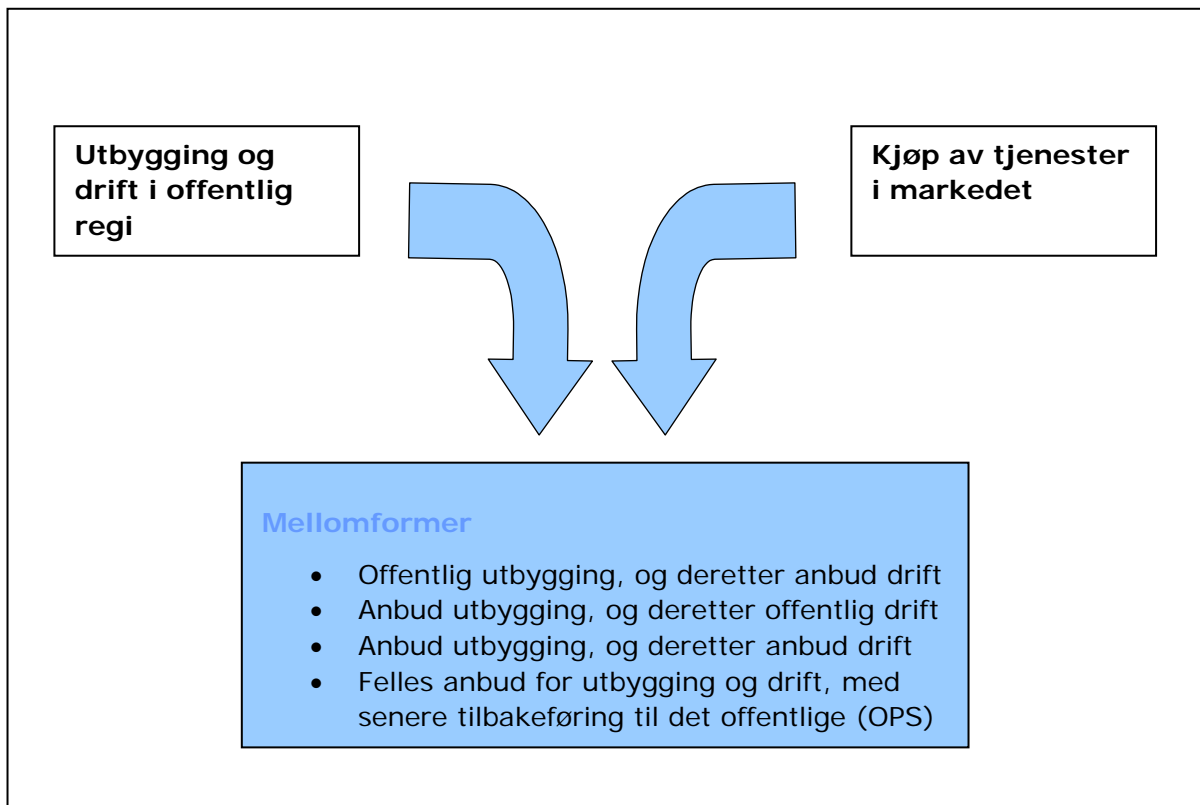 Utbygging og
drift i offentlig
regi
Kjøp av tjenester
i markedet
Mellomformer
• Offentlig utbygging, og deretter anbud drift
• Anbud utbygging, og deretter offentlig drift
• Anbud utbygging, og deretter anbud drift
• Felles anbud for utbygging og drift, med
senere tilbakeføring til det offentlige (OPS)